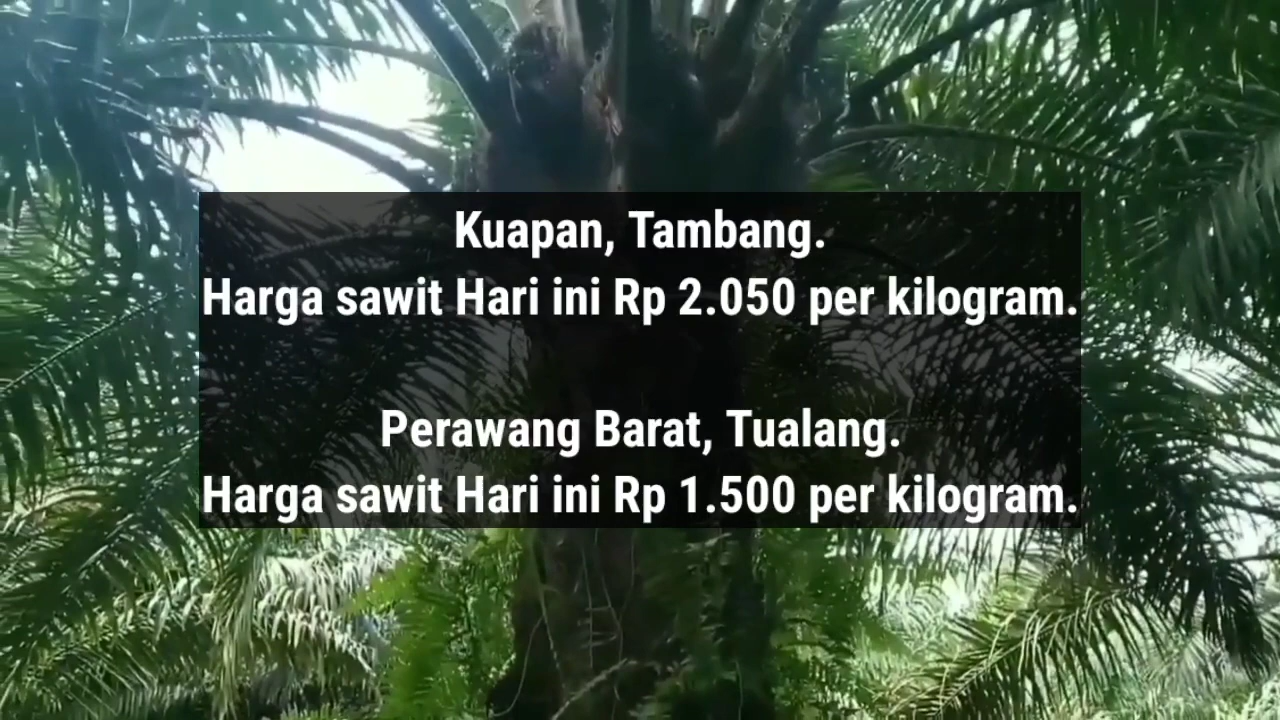 Kuapan, Tambang.
Harga sawit Hari ini Rp 2.050 per kilogram.
Perawang Barat, Tualang.
Harga sawit Hari ini Rp 1.500 per kilogram.